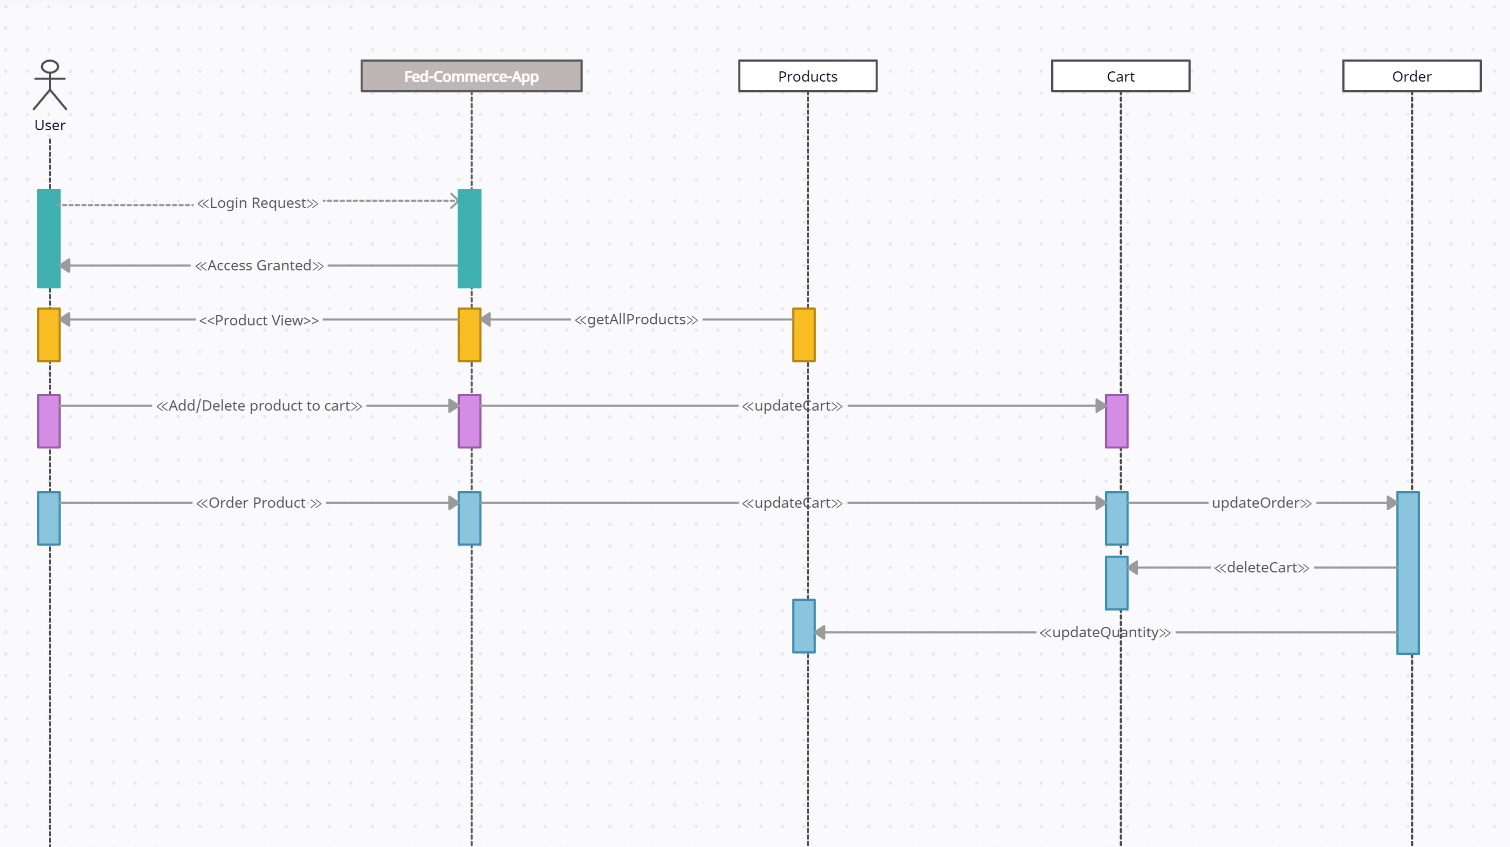 Fed-Commerce-App
Products
Cart
Order
User
≪Login Request≫
≪Access Granted≫
<<Product View>>
≪getAllProducts≫
≪Add/Delete product to cart≫
≪updateCart≫
≪Order Product ≫
≪updateCart≫
updateOrder≫
≪deleteCart≫
≪updateQuantity≫